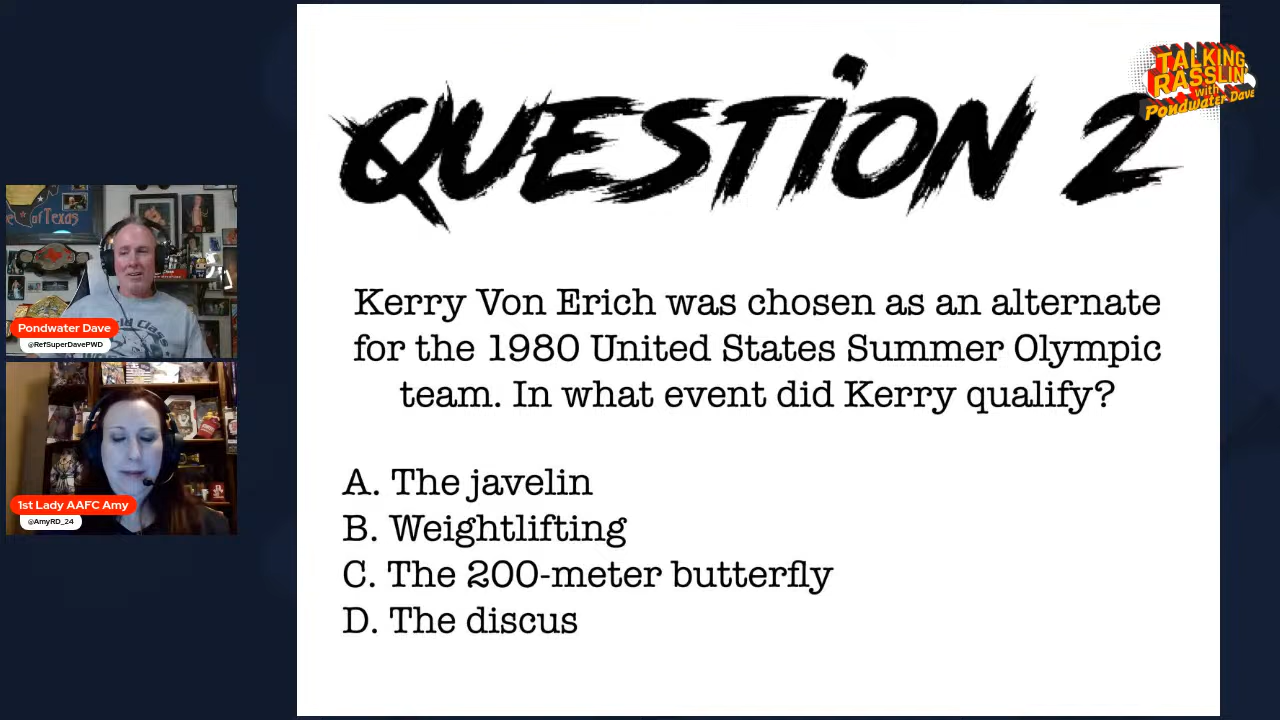 QUESTION 2
TALKING
RASSLIN'
with
Pondwater Dave
of Texas
Kerry Von Erich was chosen as an alternate
for the 1980 United States Summer Olympic
team. In what event did Kerry qualify?
Pondwater Dave
@RefSuperDavePWD
A. The javelin
B. Weightlifting
C. The 200-meter butterfly
D. The discus
1st Lady AAFC Amy
@AmyRD_24